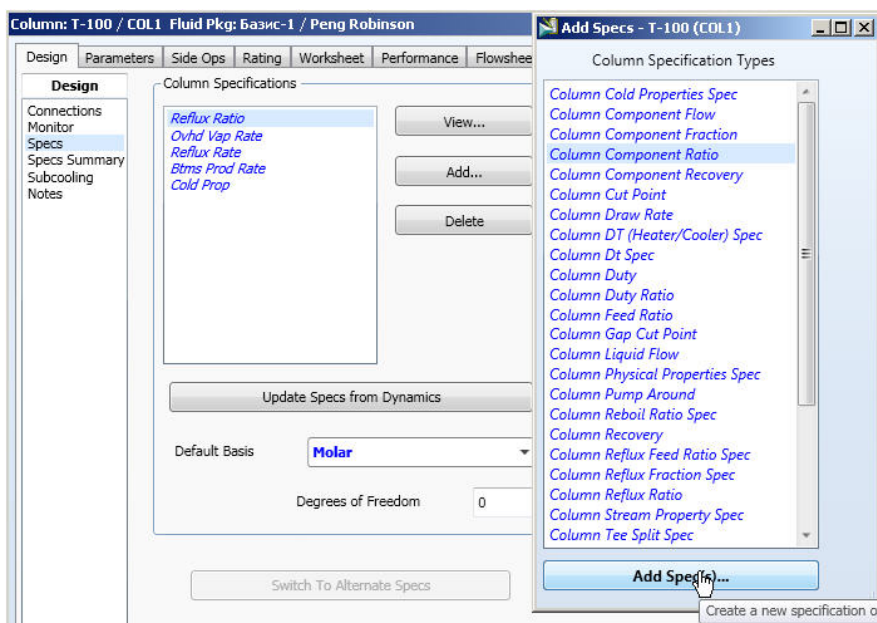 Column: T-100 / COL1 Fluid Pkg: Базис-1 / Peng Robinson
Design Parameters Side Ops Rating Worksheet Performance Flowshee
Design
Connections
Monitor
Specs
Specs Summary
Subcooling
Notes
Column Specifications
Reflux Ratio
Ovhd Vap Rate
Reflux Rate
Btms Prod Rate
Cold Prop
View...
Add...
Delete
Update Specs from Dynamics
Default Basis Molar
Degrees of Freedom 0
Switch To Alternate Specs
Add Specs - T-100 (COL1)
Column Specification Types
Column Cold Properties Spec
Column Component Flow
Column Component Fraction
Column Component Ratio
Column Component Recovery
Column Cut Point
Column Draw Rate
Column DT (Heater/Cooler) Spec
Column Dt Spec
Column Duty
Column Duty Ratio
Column Feed Ratio
Column Gap Cut Point
Column Liquid Flow
Column Physical Properties Spec
Column Pump Around
Column Reboil Ratio Spec
Column Recovery
Column Reflux Feed Ratio Spec
Column Reflux Fraction Spec
Column Reflux Ratio
Column Stream Property Spec
Column Tee Split Spec
Add Spec(s)...
Create a new specification o